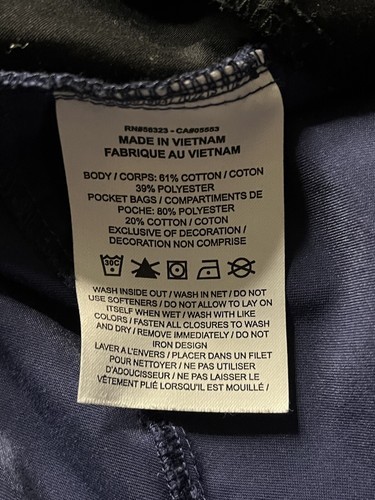 RN#56323 - CA#05553
MADE IN VIETNAM
FABRIQUE AU VIETNAM
BODY / CORPS: 61% COTTON / COTON
39% POLYESTER
POCKET BAGS / COMPARTIMENTS DE
POCHE: 80% POLYESTER
20% COTTON / COTON
EXCLUSIVE OF DECORATION /
DECORATION NON COMPRISE
30C
WASH INSIDE OUT / WASH IN NET / DO NOT
USE SOFTENERS / DO NOT ALLOW TO LAY ON
ITSELF WHEN WET / WASH WITH LIKE
COLORS / FASTEN ALL CLOSURES TO WASH
AND DRY / REMOVE IMMEDIATELY / DO NOT
IRON DESIGN
LAVER A L'ENVERS / PLACER DANS UN FILET
POUR NETTOYER / NE PAS UTILISER
D'ADOUCISSEUR / NE PAS LAISSER LE
VÊTEMENT PLIÉ LORSQU'IL EST MOUILLÉ /